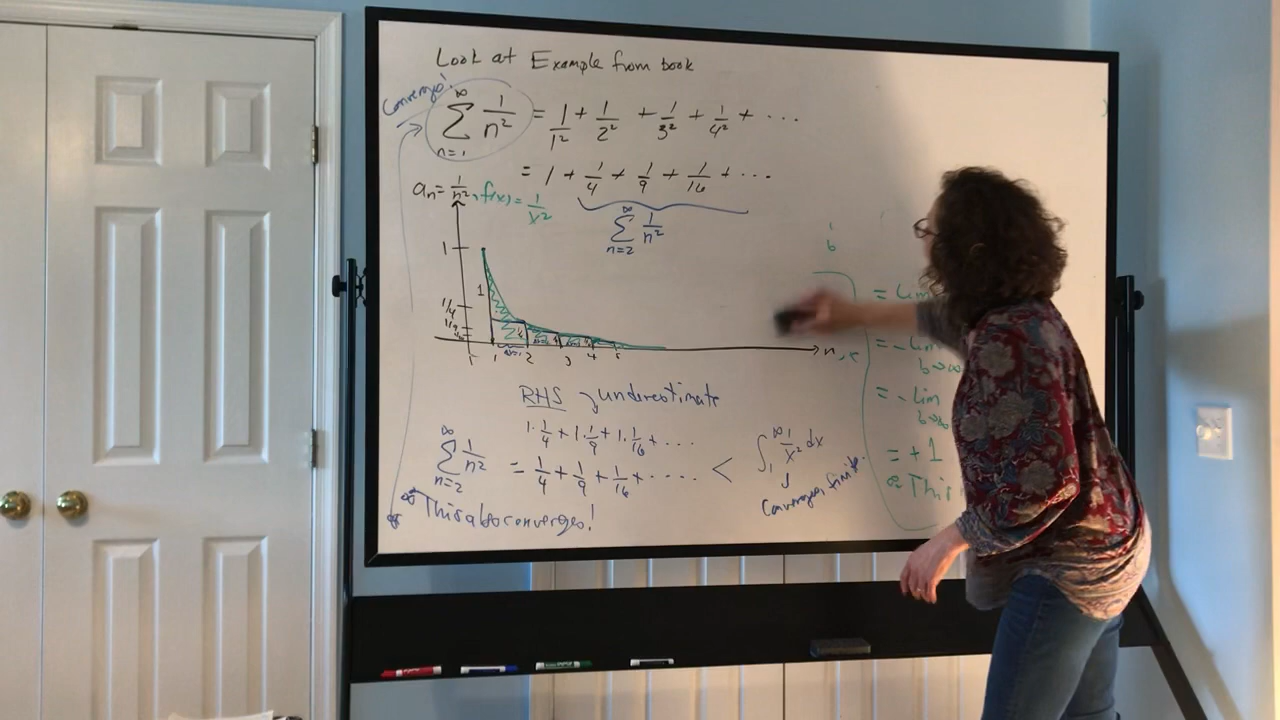 Look at Example from book
Converges!
∞ ∑ n=1 1/n² = 1/1² + 1/2² + 1/3² + 1/4² + ...
= 1 + 1/4 + 1/9 + 1/16 + ...
aₙ = 1/n², f(x) = 1/x²
∞ ∑ n=2 1/n²
1
1
1/4
1/9
1 2 3 4 5
n, x
RHS underestimate
1·1/4 + 1·1/9 + 1·1/16 + ...
∞ ∑ n=2 1/n² = 1/4 + 1/9 + 1/16 + .... < ∫₁^∞ 1/x² dx
Converges, finite.
∞ This also converges!
1
b
= lim
= -lim
b→∞
= -lim
b→∞
= +1
∞ This